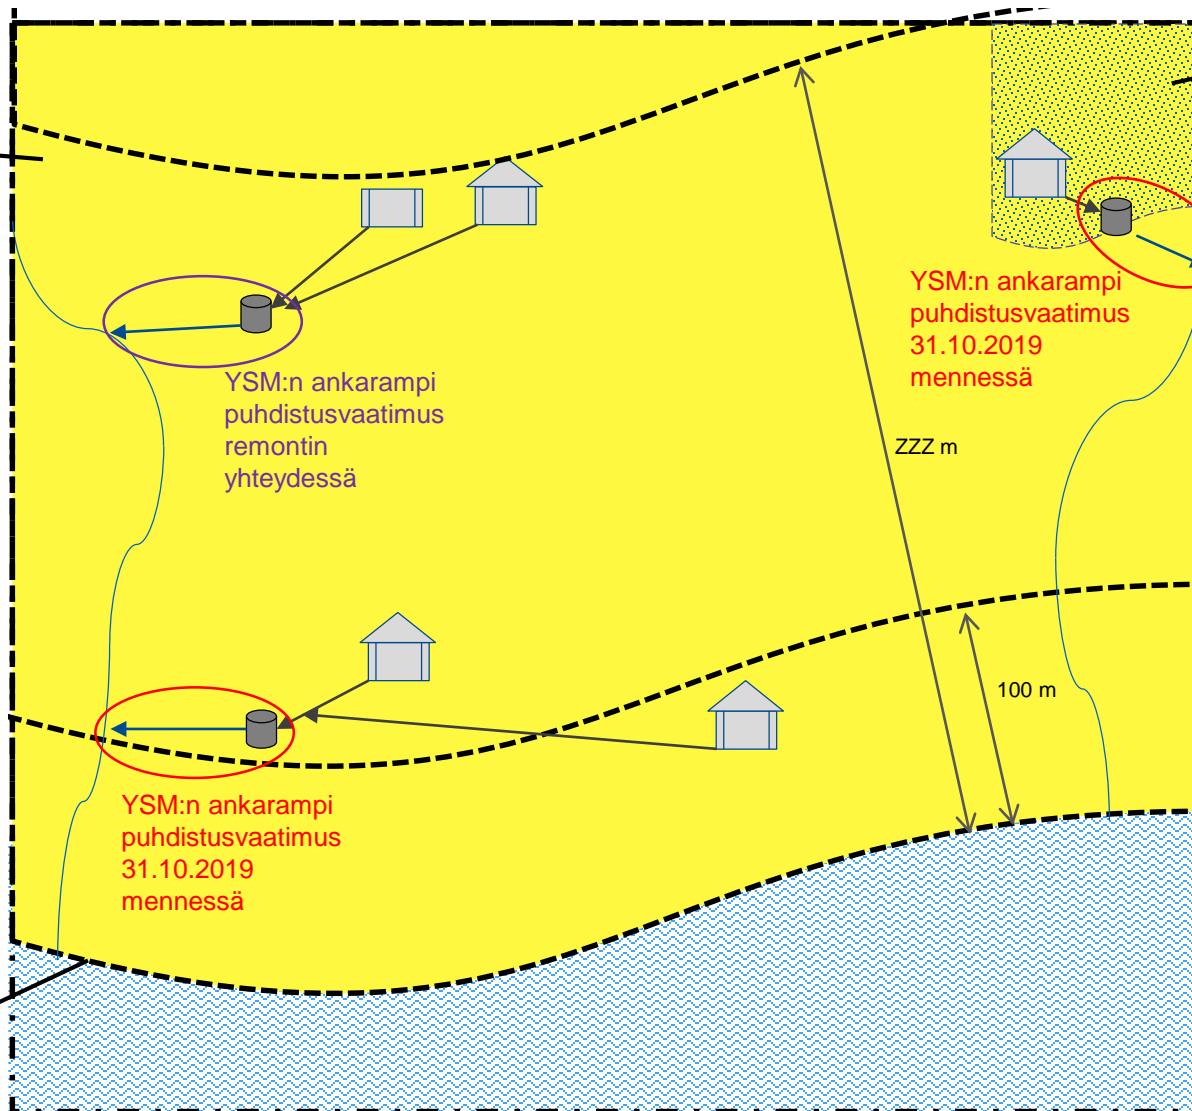 YSM:n ankarampi
puhdistusvaatimus
31.10.2019
mennessä
YSM:n ankarampi
puhdistusvaatimus
remontin
yhteydessä
ZZZ m
100 m
YSM:n ankarampi
puhdistusvaatimus
31.10.2019
mennessä